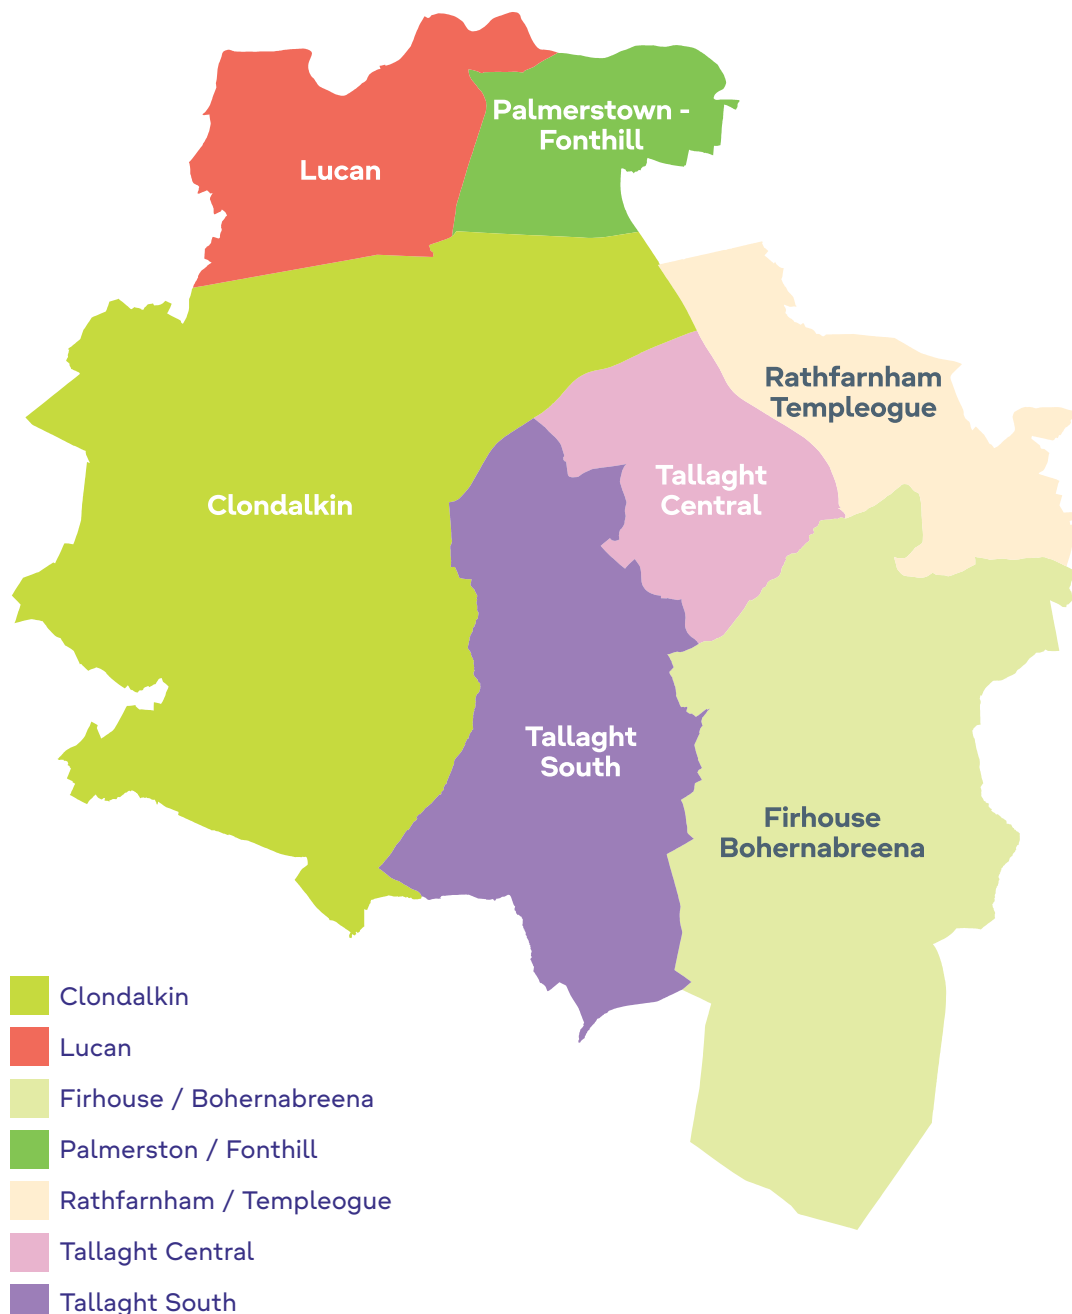 Palmerstown -
Fonthill
Lucan
Rathfarnham
Templeogue
Tallaght
Central
Clondalkin
Tallaght
South
Firhouse
Bohernabreena
Clondalkin
Lucan
Firhouse / Bohernabreena
Palmerston / Fonthill
Rathfarnham / Templeogue
Tallaght Central
Tallaght South